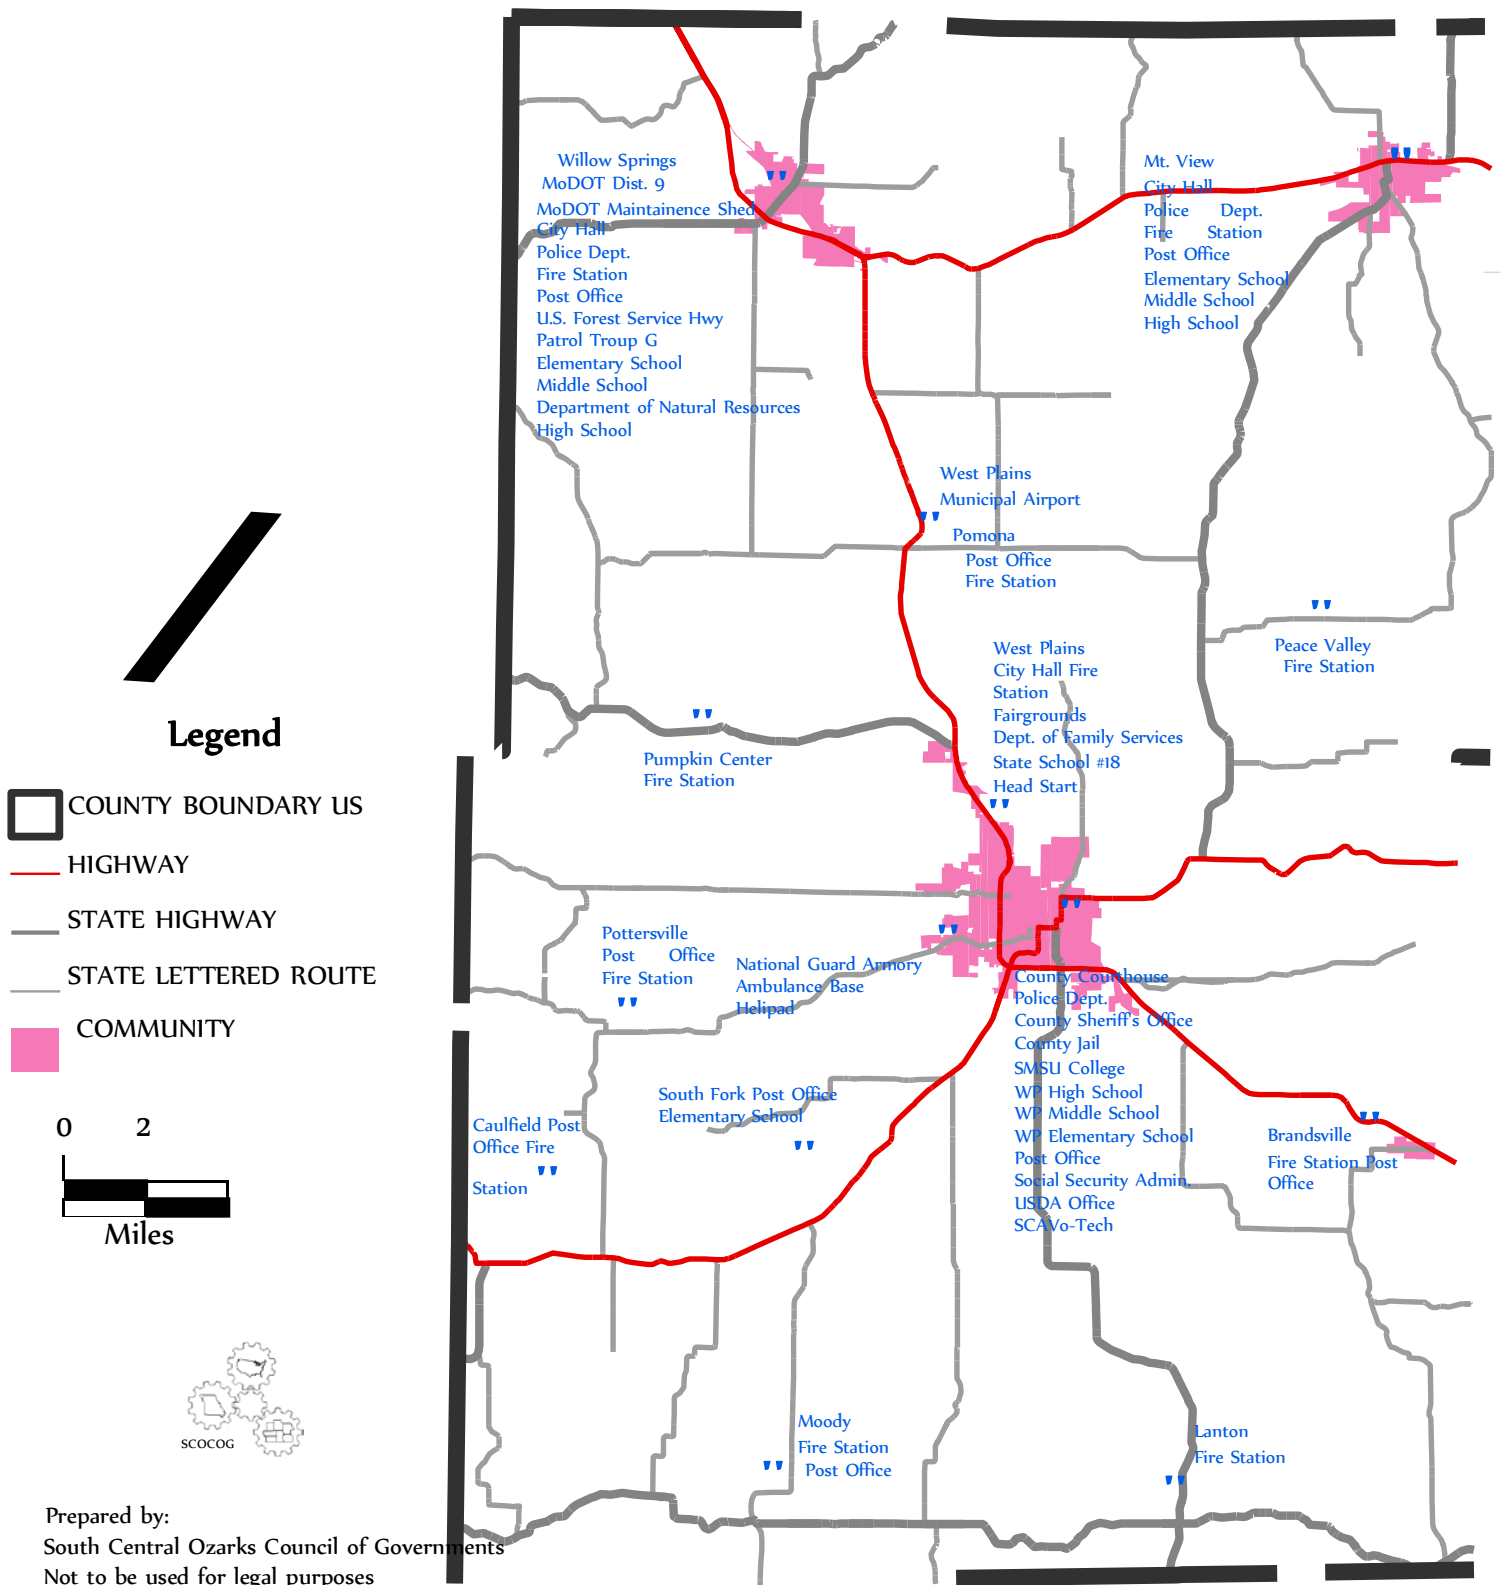 Willow Springs
MoDOT Dist. 9
MoDOT Maintainence Shed
City Hall
Police Dept.
Fire Station
Post Office
U.S. Forest Service Hwy
Patrol Troup G
Elementary School
Middle School
Department of Natural Resources
High School
Mt. View
City Hall
Police Dept.
Fire Station
Post Office
Elementary School
Middle School
High School
West Plains
Municipal Airport
Pomona
Post Office
Fire Station
West Plains
City Hall Fire
Station
Fairgrounds
Dept. of Family Services
State School #18
Head Start
Peace Valley
Fire Station
Pumpkin Center
Fire Station
Legend
COUNTY BOUNDARY US
HIGHWAY
STATE HIGHWAY
STATE LETTERED ROUTE
COMMUNITY
0 2
Miles
Pottersville
Post Office
Fire Station
National Guard Armory
Ambulance Base
Helipad
County Courthouse
Police Dept.
County Sheriff's Office
County Jail
SMSU College
WP High School
WP Middle School
WP Elementary School
Post Office
Social Security Admin.
USDA Office
SCAVo-Tech
South Fork Post Office
Elementary School
Caulfield Post
Office Fire
Station
Brandsville
Fire Station Post
Office
Moody
Fire Station
Post Office
Lanton
Fire Station
SCOCOG
Prepared by:
South Central Ozarks Council of Governments
Not to be used for legal purposes